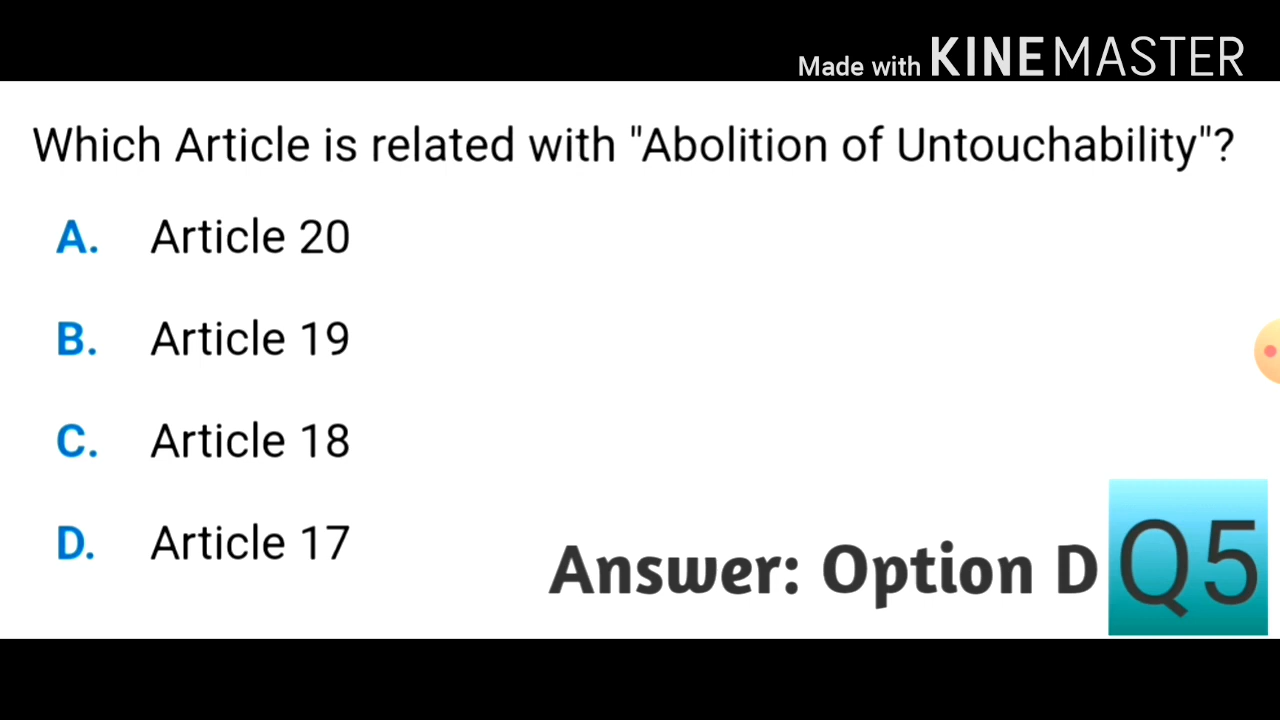 Made with KINEMASTER
Which Article is related with "Abolition of Untouchability"?
A. Article 20
B. Article 19
C. Article 18
D. Article 17
Answer: Option D
Q5